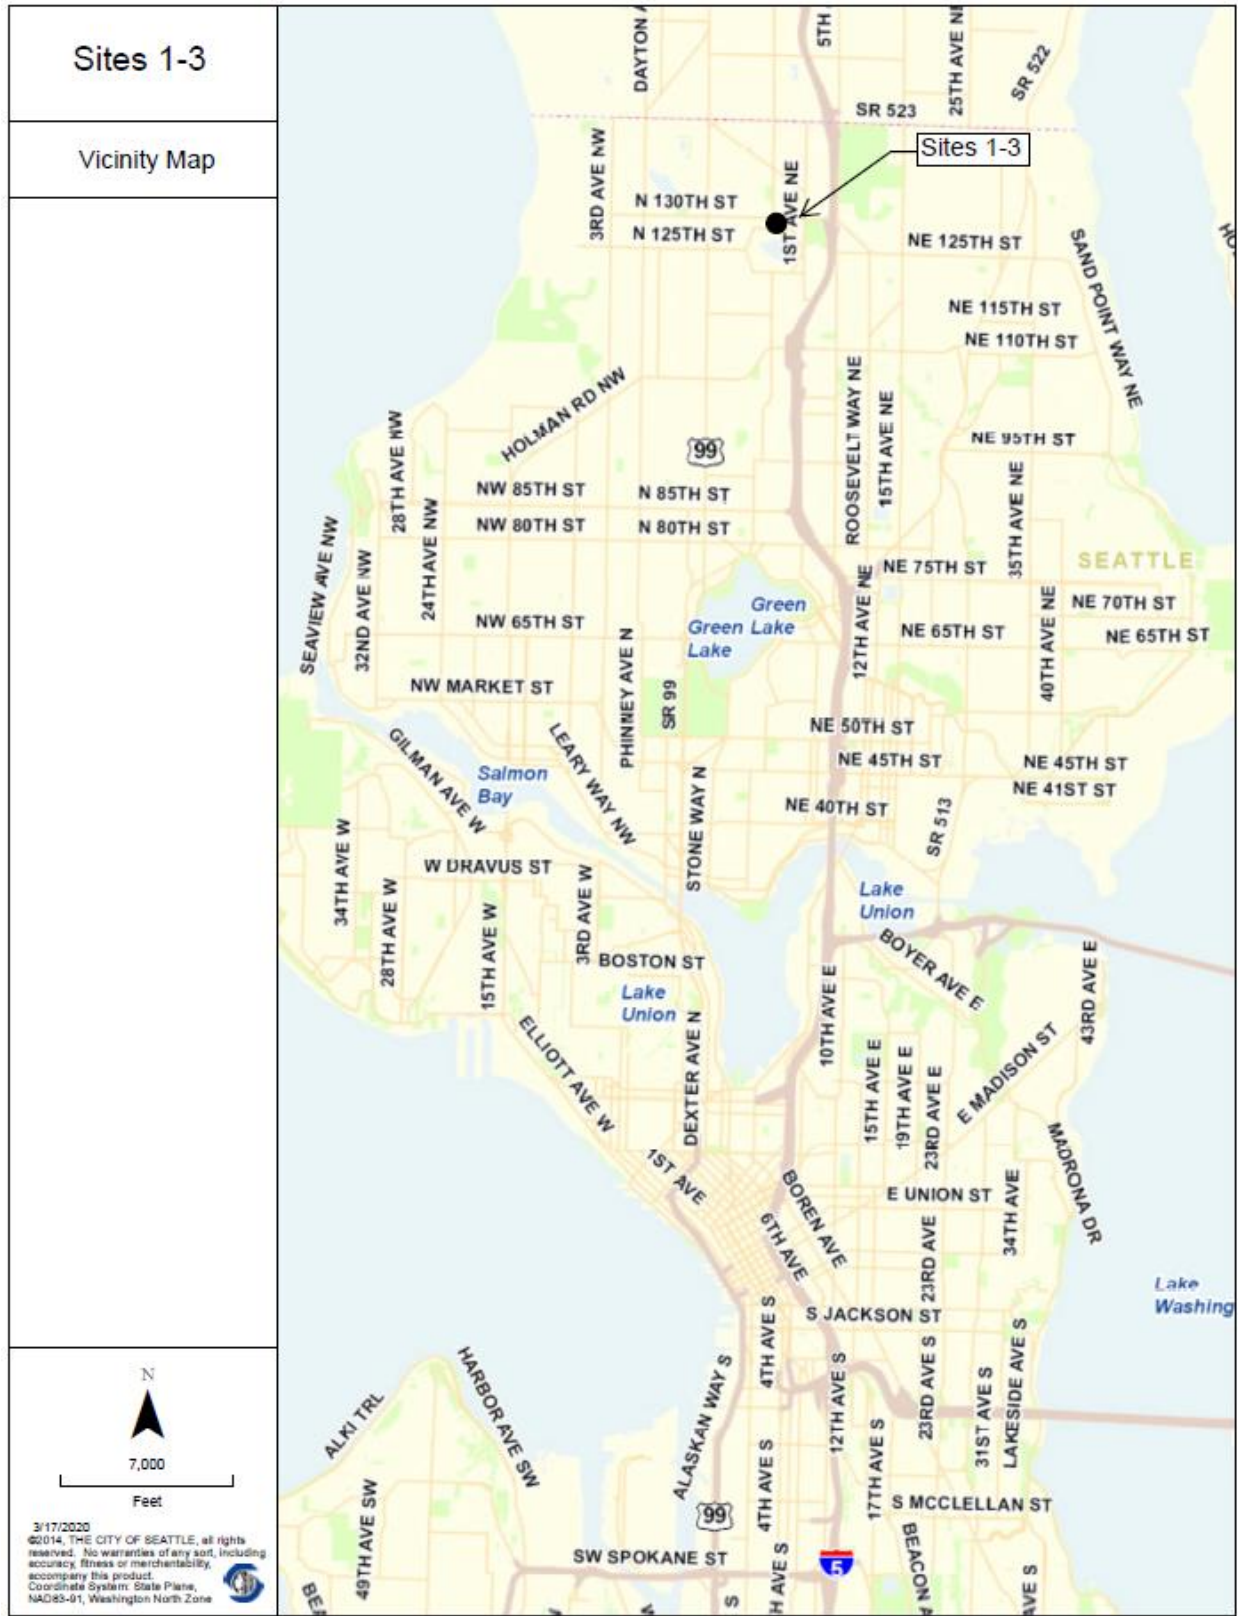 Sites 1-3
Vicinity Map
N
7,000
Feet
3/17/2020
©2014, THE CITY OF SEATTLE, all rights
reserved. No warranties of any sort, including
accuracy, fitness or merchantability,
accompany this product.
Coordinate System: State Plane,
NAD83-91, Washington North Zone
DAYTON A
5TH
25TH AVE NE
SR 522
SR 523
Sites 1-3
3RD AVE NW
N 130TH ST
1ST AVE NE
N 125TH ST
NE 125TH ST
SAND POINT WAY NE
HO
NE 115TH ST
NE 110TH ST
HOLMAN RD NW
ROOSEVELT WAY NE
15TH AVE NE
28TH AVE NW
99
NE 95TH ST
NW 85TH ST
N 85TH ST
35TH AVE NE
24TH AVE NW
NW 80TH ST
N 80TH ST
SEAVIEW AVE NW
32ND AVE NW
NE 75TH ST
SEATTLE
12TH AVE NE
Green
Green Lake
Lake
40TH AVE NE
NE 70TH ST
NW 65TH ST
NE 65TH ST
NE 65TH ST
PHINNEY AVE N
NW MARKET ST
SR 99
NE 50TH ST
GILMAN AVE W
LEARY WAY NW
NE 45TH ST
NE 45TH ST
Salmon
Bay
STONE WAY N
NE 41ST ST
NE 40TH ST
SR 513
34TH AVE W
W DRAVUS ST
28TH AVE W
3RD AVE W
Lake
Union
15TH AVE W
BOYER AVE E
43RD AVE E
BOSTON ST
Lake
Union
10TH AVE E
ELLIOTT AVE W
DEXTER AVE N
15TH AVE E
19TH AVE E
23RD AVE E
E MADISON ST
1ST AVE
BOREN AVE
E UNION ST
34TH AVE
MADRONA DR
6TH AVE
23RD AVE
Lake
Washing
4TH AVE S
S JACKSON ST
HARBOR AVE SW
ALKI TRL
ALASKAN WAY S
12TH AVE S
23RD AVE S
31ST AVE S
LAKESIDE AVE S
49TH AVE SW
4TH AVE S
17TH AVE S
S MCCLELLAN ST
99
SW SPOKANE ST
5
BEACON A
BEA
W
S
H AVE S
AVE S